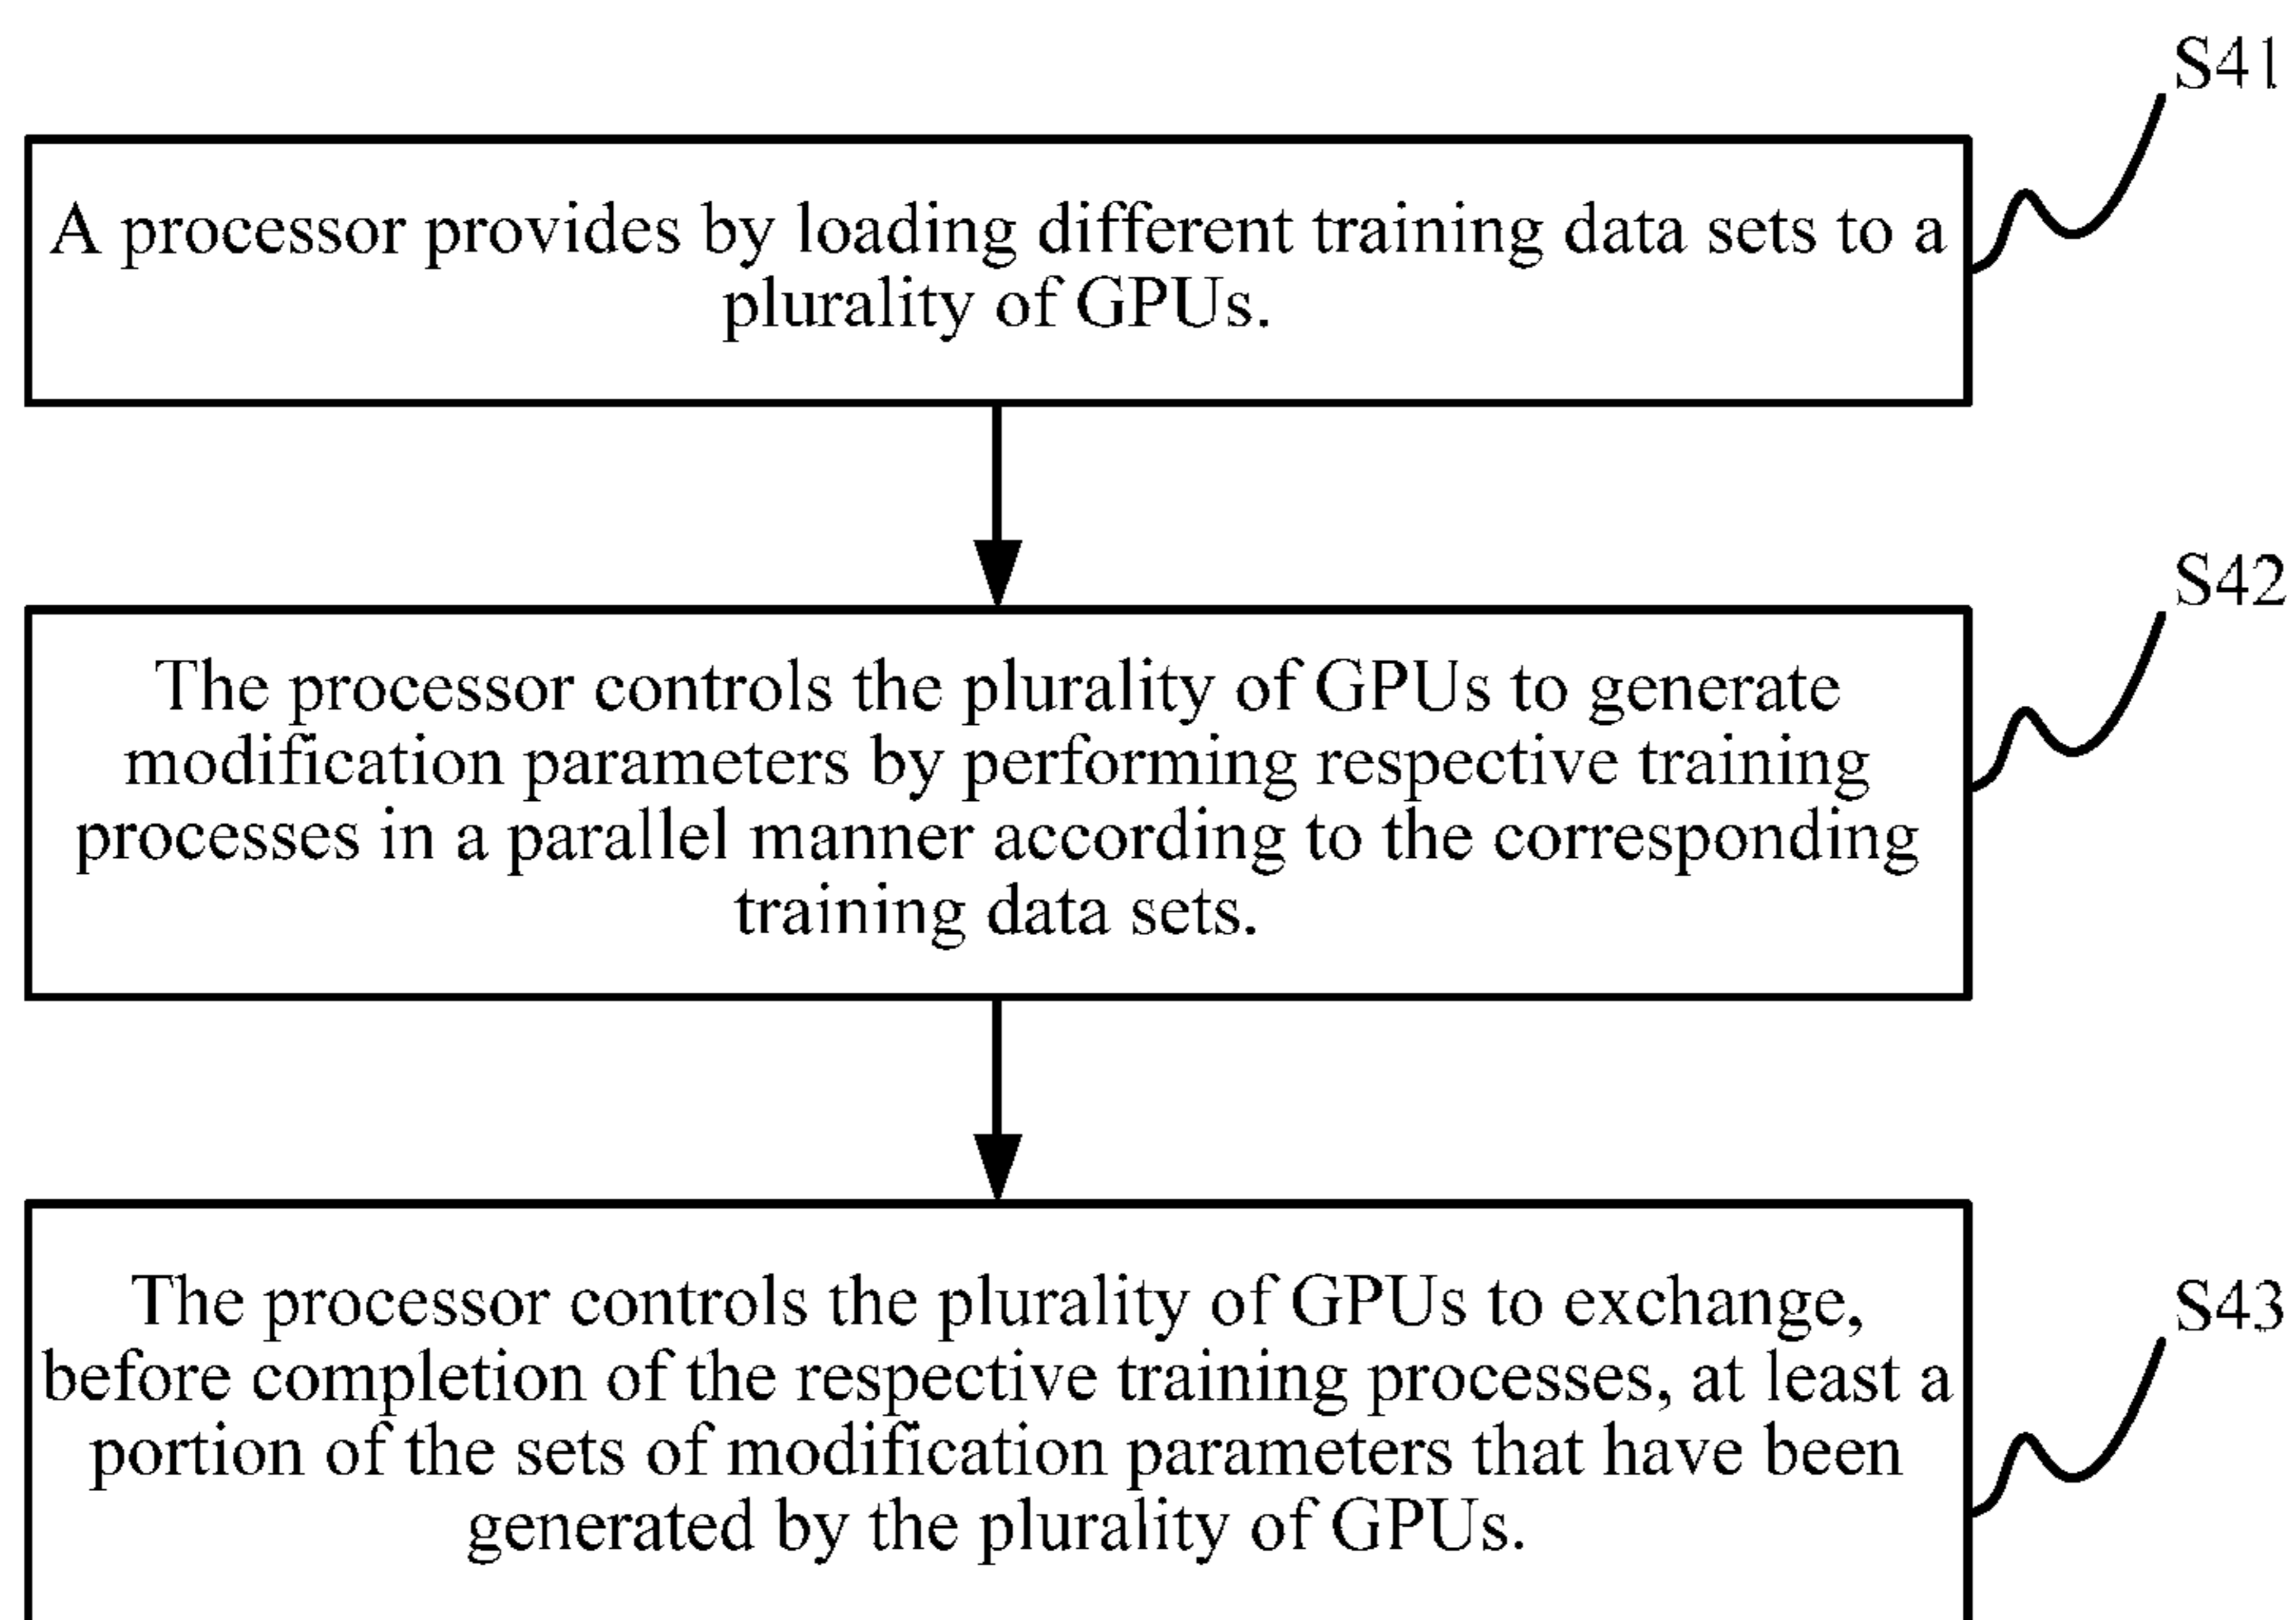 S41
A processor provides by loading different training data sets to a
plurality of GPUs.
S42
The processor controls the plurality of GPUs to generate
modification parameters by performing respective training
processes in a parallel manner according to the corresponding
training data sets.
S43
The processor controls the plurality of GPUs to exchange,
before completion of the respective training processes, at least a
portion of the sets of modification parameters that have been
generated by the plurality of GPUs.